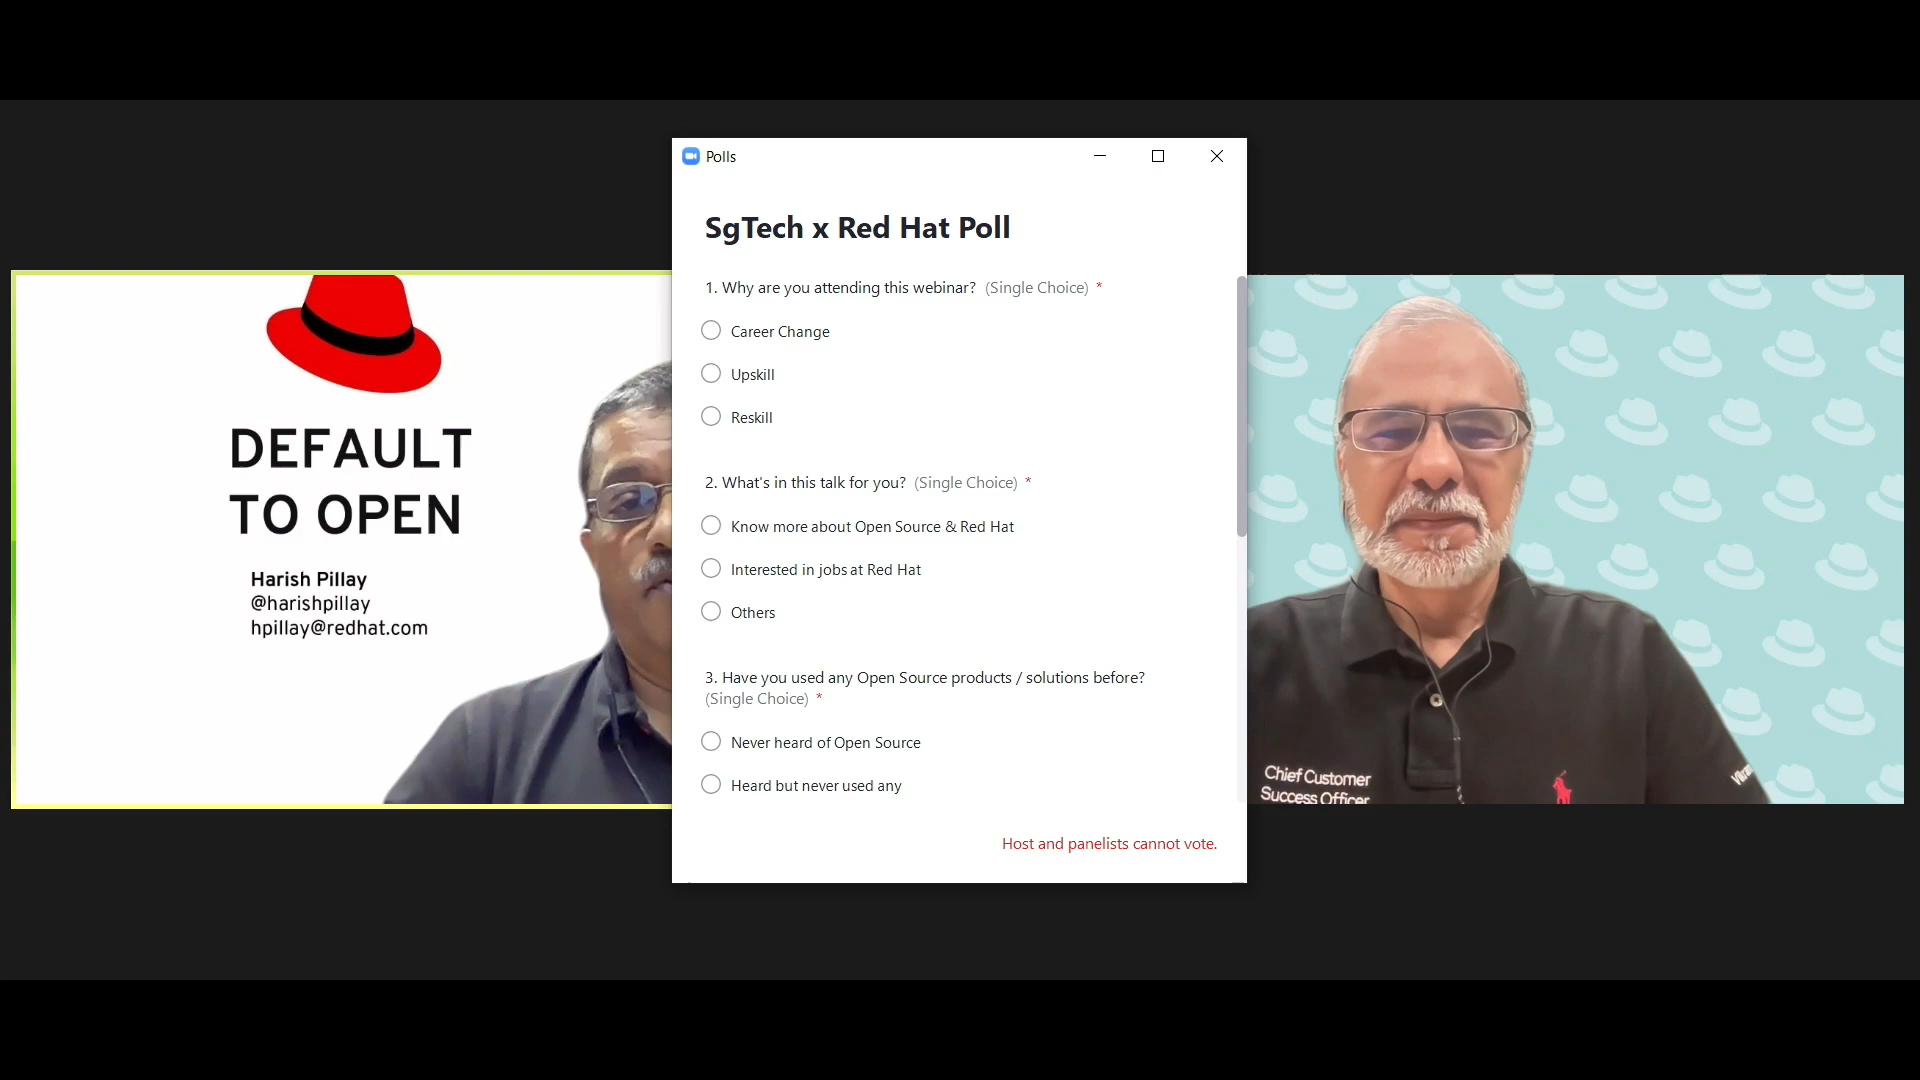 Polls
SgTech x Red Hat Poll
1. Why are you attending this webinar? (Single Choice) *
Career Change
Upskill
Reskill
2. What's in this talk for you? (Single Choice) *
Know more about Open Source & Red Hat
Interested in jobs at Red Hat
Others
3. Have you used any Open Source products / solutions before?
(Single Choice) *
Never heard of Open Source
Heard but never used any
Host and panelists cannot vote.
DEFAULT
TO OPEN
Harish Pillay
@harishpillay
hpillay@redhat.com
Chief Customer
Success Officer